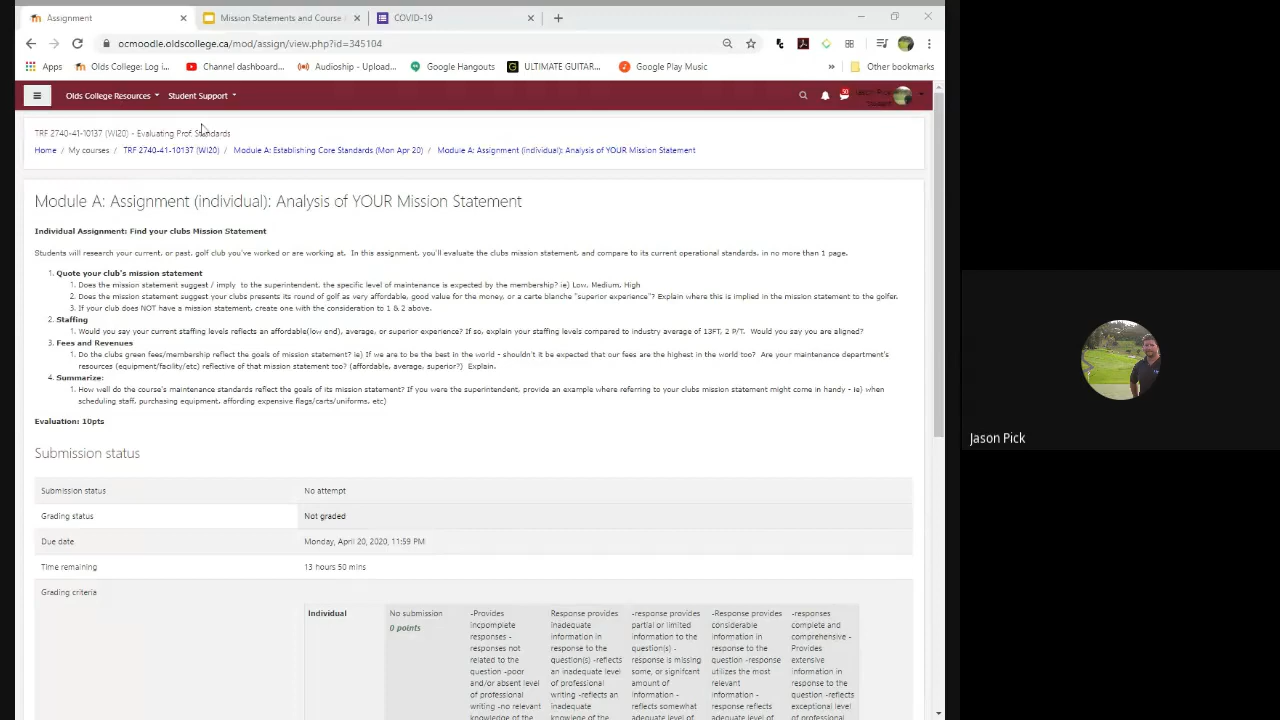 Assignment
Mission Statements and Course
COVID-19
ocmoodle.oldscollege.ca/mod/assign/view.php?id=345104
Apps
Olds College: Log i...
Channel dashboard...
Audioship - Upload...
Google Hangouts
ULTIMATE GUITAR...
Google Play Music
»
Other bookmarks
Olds College Resources
Student Support
50
TRF 2740-41-10137 (WI20) - Evaluating Prof. Standards
Home / My courses / TRF 2740-41-10137 (WI20) / Module A: Establishing Core Standards (Mon Apr 20) / Module A: Assignment (individual): Analysis of YOUR Mission Statement
Module A: Assignment (individual): Analysis of YOUR Mission Statement
Individual Assignment: Find your clubs Mission Statement
Students will research your current, or past, golf club you've worked or are working at. In this assignment, you'll evaluate the clubs mission statement, and compare to its current operational standards. in no more than 1 page.
1. Quote your club's mission statement
1. Does the mission statement suggest / imply to the superintendent, the specific level of maintenance is expected by the membership? ie) Low, Medium, High
2. Does the mission statement suggest your clubs presents its round of golf as very affordable, good value for the money, or a carte blanche "superior experience"? Explain where this is implied in the mission statement to the golfer.
3. If your club does NOT have a mission statement, create one with the consideration to 1 & 2 above.
2. Staffing
1. Would you say your current staffing levels reflects an affordable(low end), average, or superior experience? If so, explain your staffing levels compared to industry average of 13FT, 2 P/T. Would you say you are aligned?
3. Fees and Revenues
1. Do the clubs green fees/membership reflect the goals of mission statement? ie) If we are to be the best in the world - shouldn't it be expected that our fees are the highest in the world too? Are your maintenance department's
resources (equipment/facility/etc) reflective of that mission statement too? (affordable, average, superior?) Explain.
4. Summarize:
1. How well do the course's maintenance standards reflect the goals of its mission statement? If you were the superintendent, provide an example where referring to your clubs mission statement might come in handy - ie) when
scheduling staff, purchasing equipment, affording expensive flags/carts/uniforms, etc)
Evaluation: 10pts
Submission status
Submission status No attempt
Grading status Not graded
Due date Monday, April 20, 2020, 11:59 PM
Time remaining 13 hours 50 mins
Grading criteria
Individual
No submission
0 points
-Provides
incpomplete
responses -
responses not
related to the
question -poor
and/or absent level
of professional
writing -no relevant
knowledge of the
Response provides
inadequate
information in
response to the
question(s) -reflects
an inadequate level
of professional
writing -reflects an
inadequate
knowledge of the
-response provides
partial or limited
information to the
question(s) -
response is missing
some, or signifcant
amount of
information -
reflects somewhat
adequate level of
-Response provides
considerable
information in
response to the
question -response
utilizes the most
relevant
information -
response reflects
adequate level of
-responses
complete and
comprehensive -
Provides
extensive
information in
response to the
question -reflects
exceptional level
of professional
Jason Pick